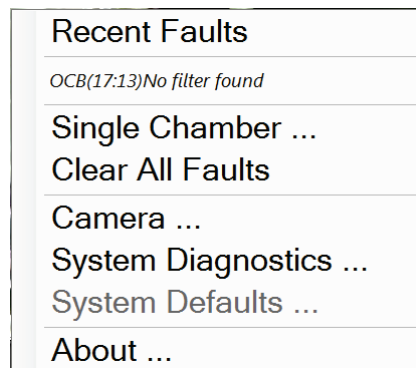 Recent Faults
OCB(17:13)No filter found
Single Chamber ...
Clear All Faults
Camera ...
System Diagnostics ...
System Defaults ...
About ...